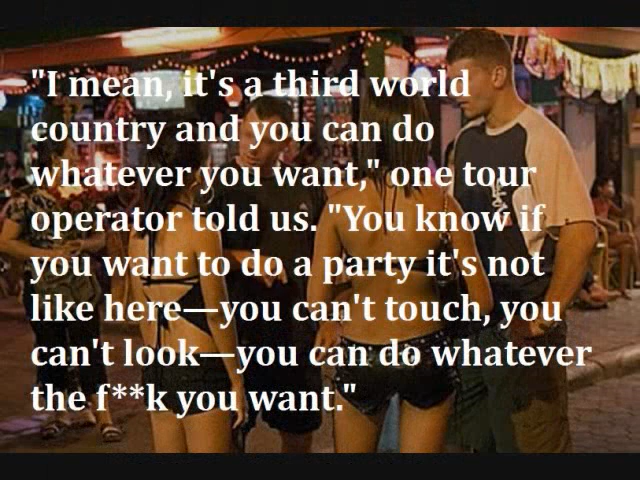 "I mean, it's a third world
country and you can do
whatever you want," one tour
operator told us. "You know if
you want to do a party it's not
like here—you can't touch, you
can't look—you can do whatever
the f**k you want."